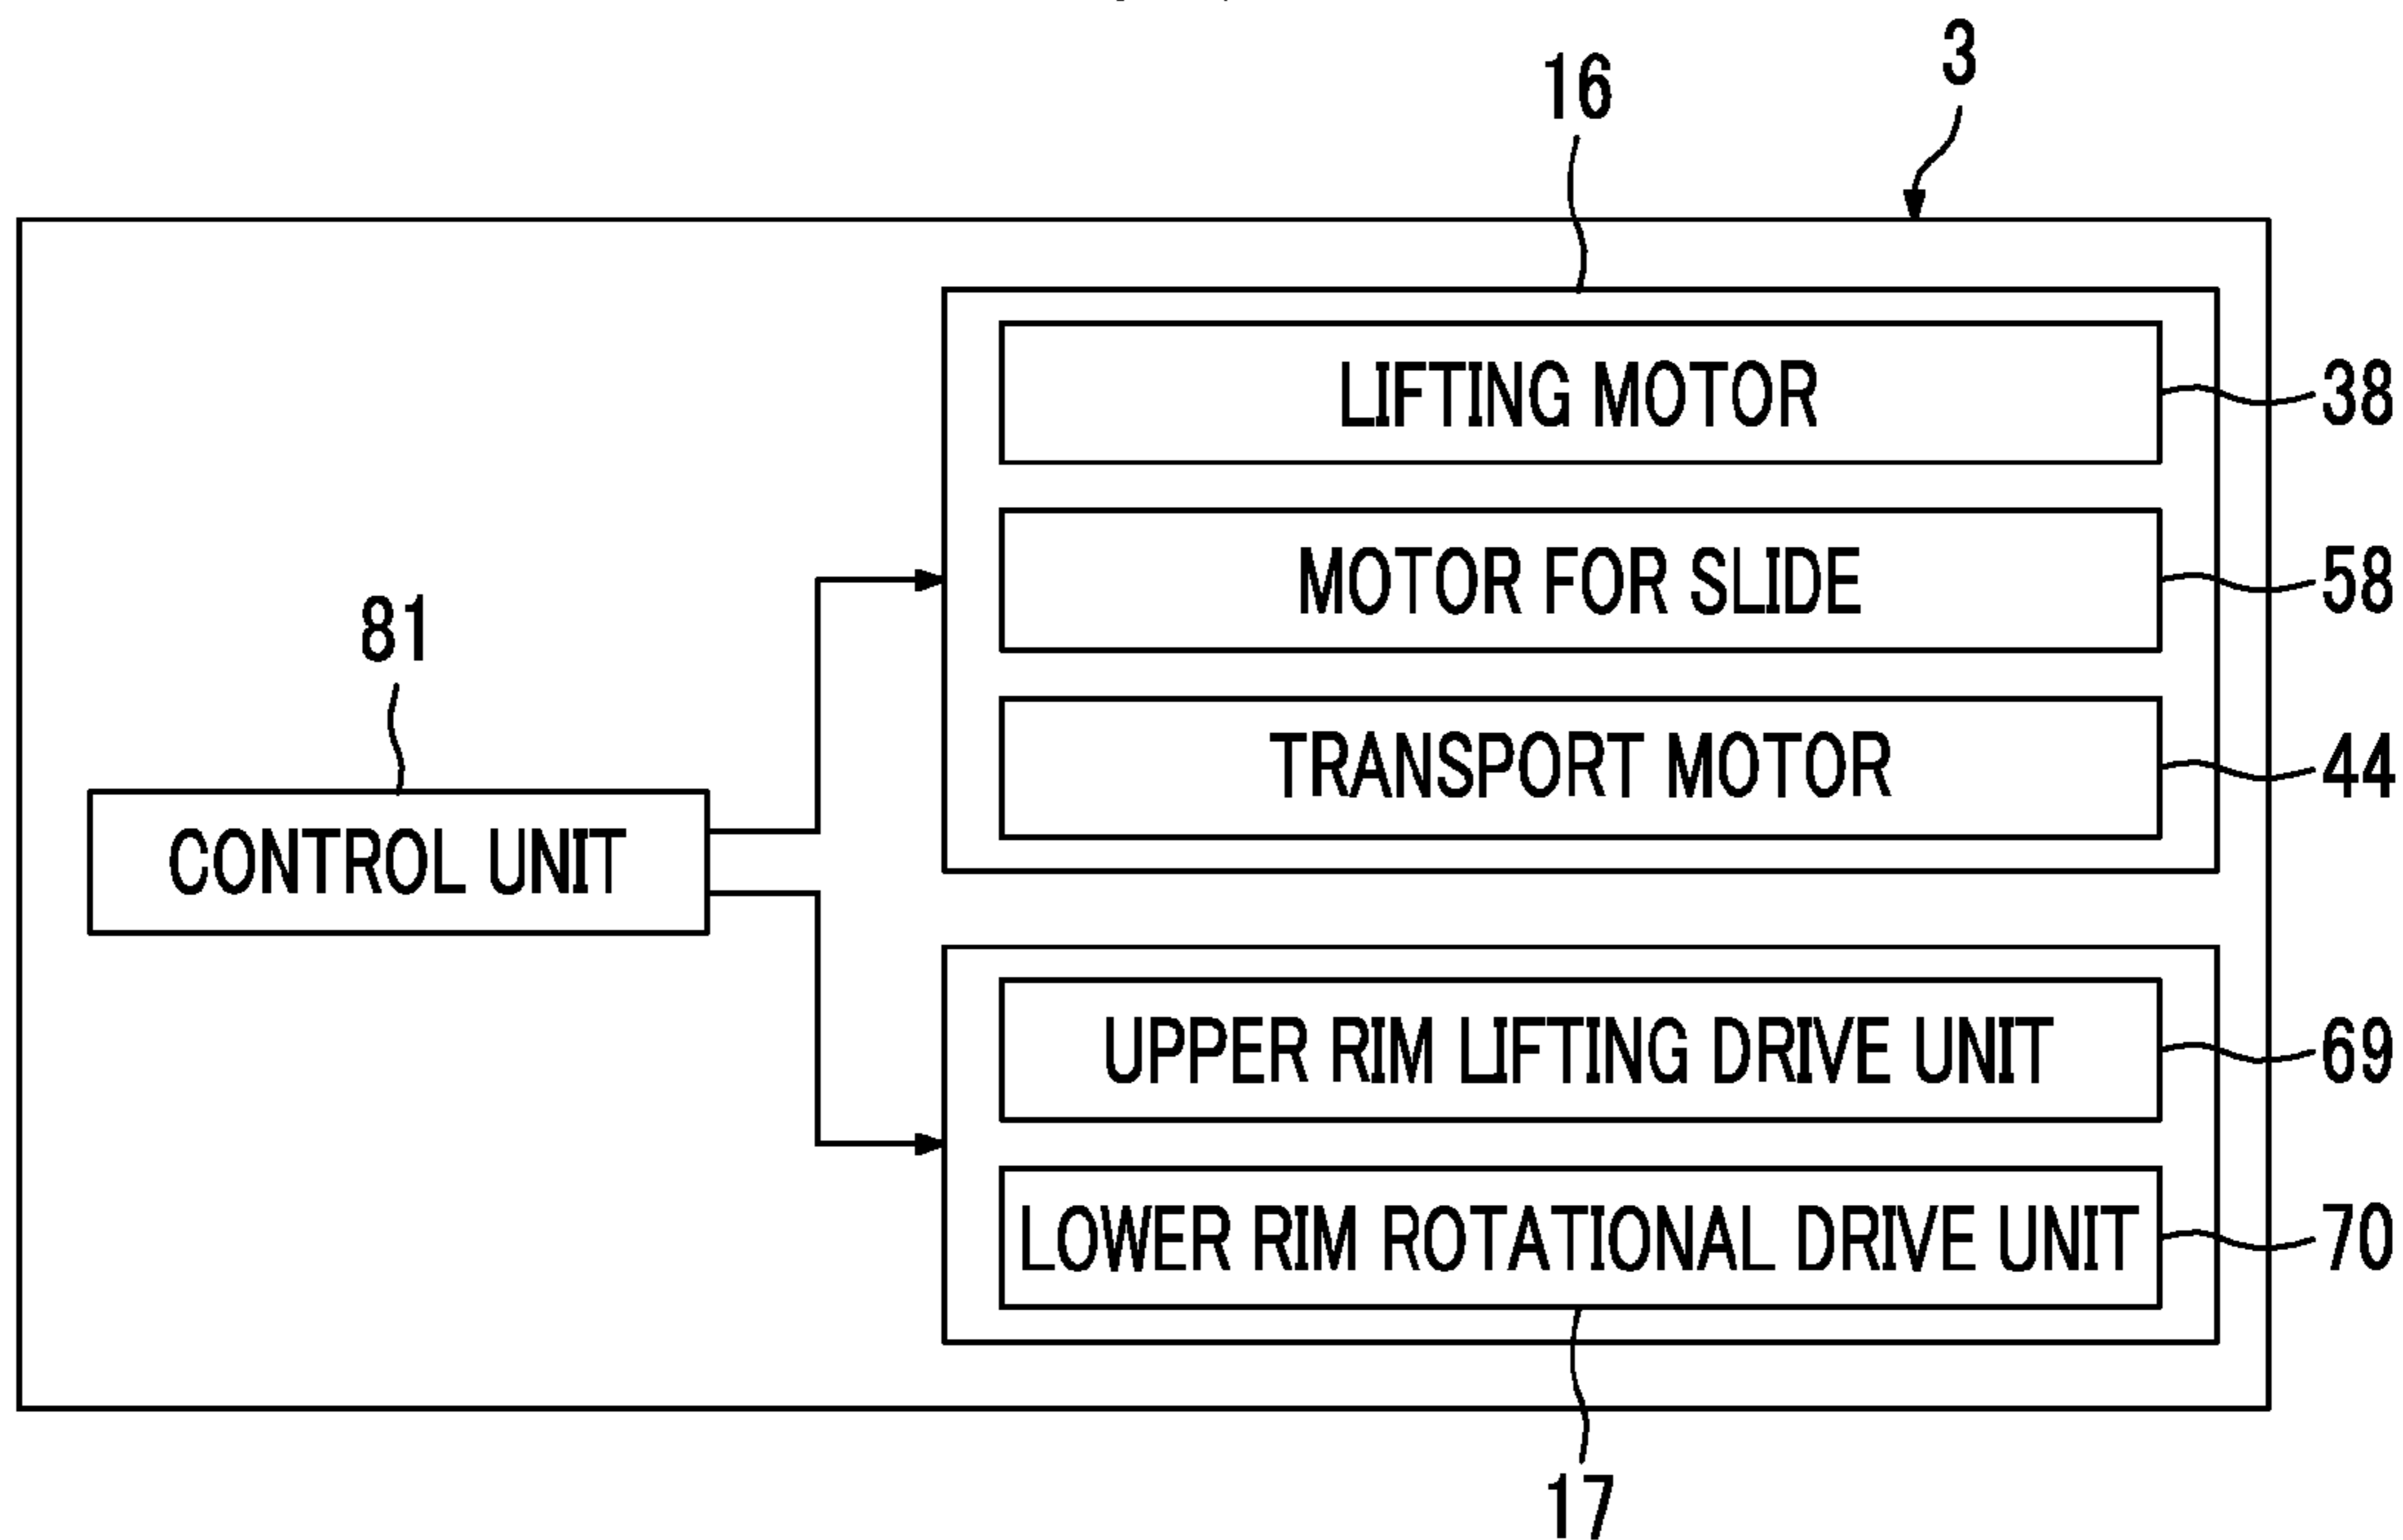 3
16
LIFTING MOTOR
38
MOTOR FOR SLIDE
58
81
TRANSPORT MOTOR
44
CONTROL UNIT
UPPER RIM LIFTING DRIVE UNIT
69
LOWER RIM ROTATIONAL DRIVE UNIT
70
17